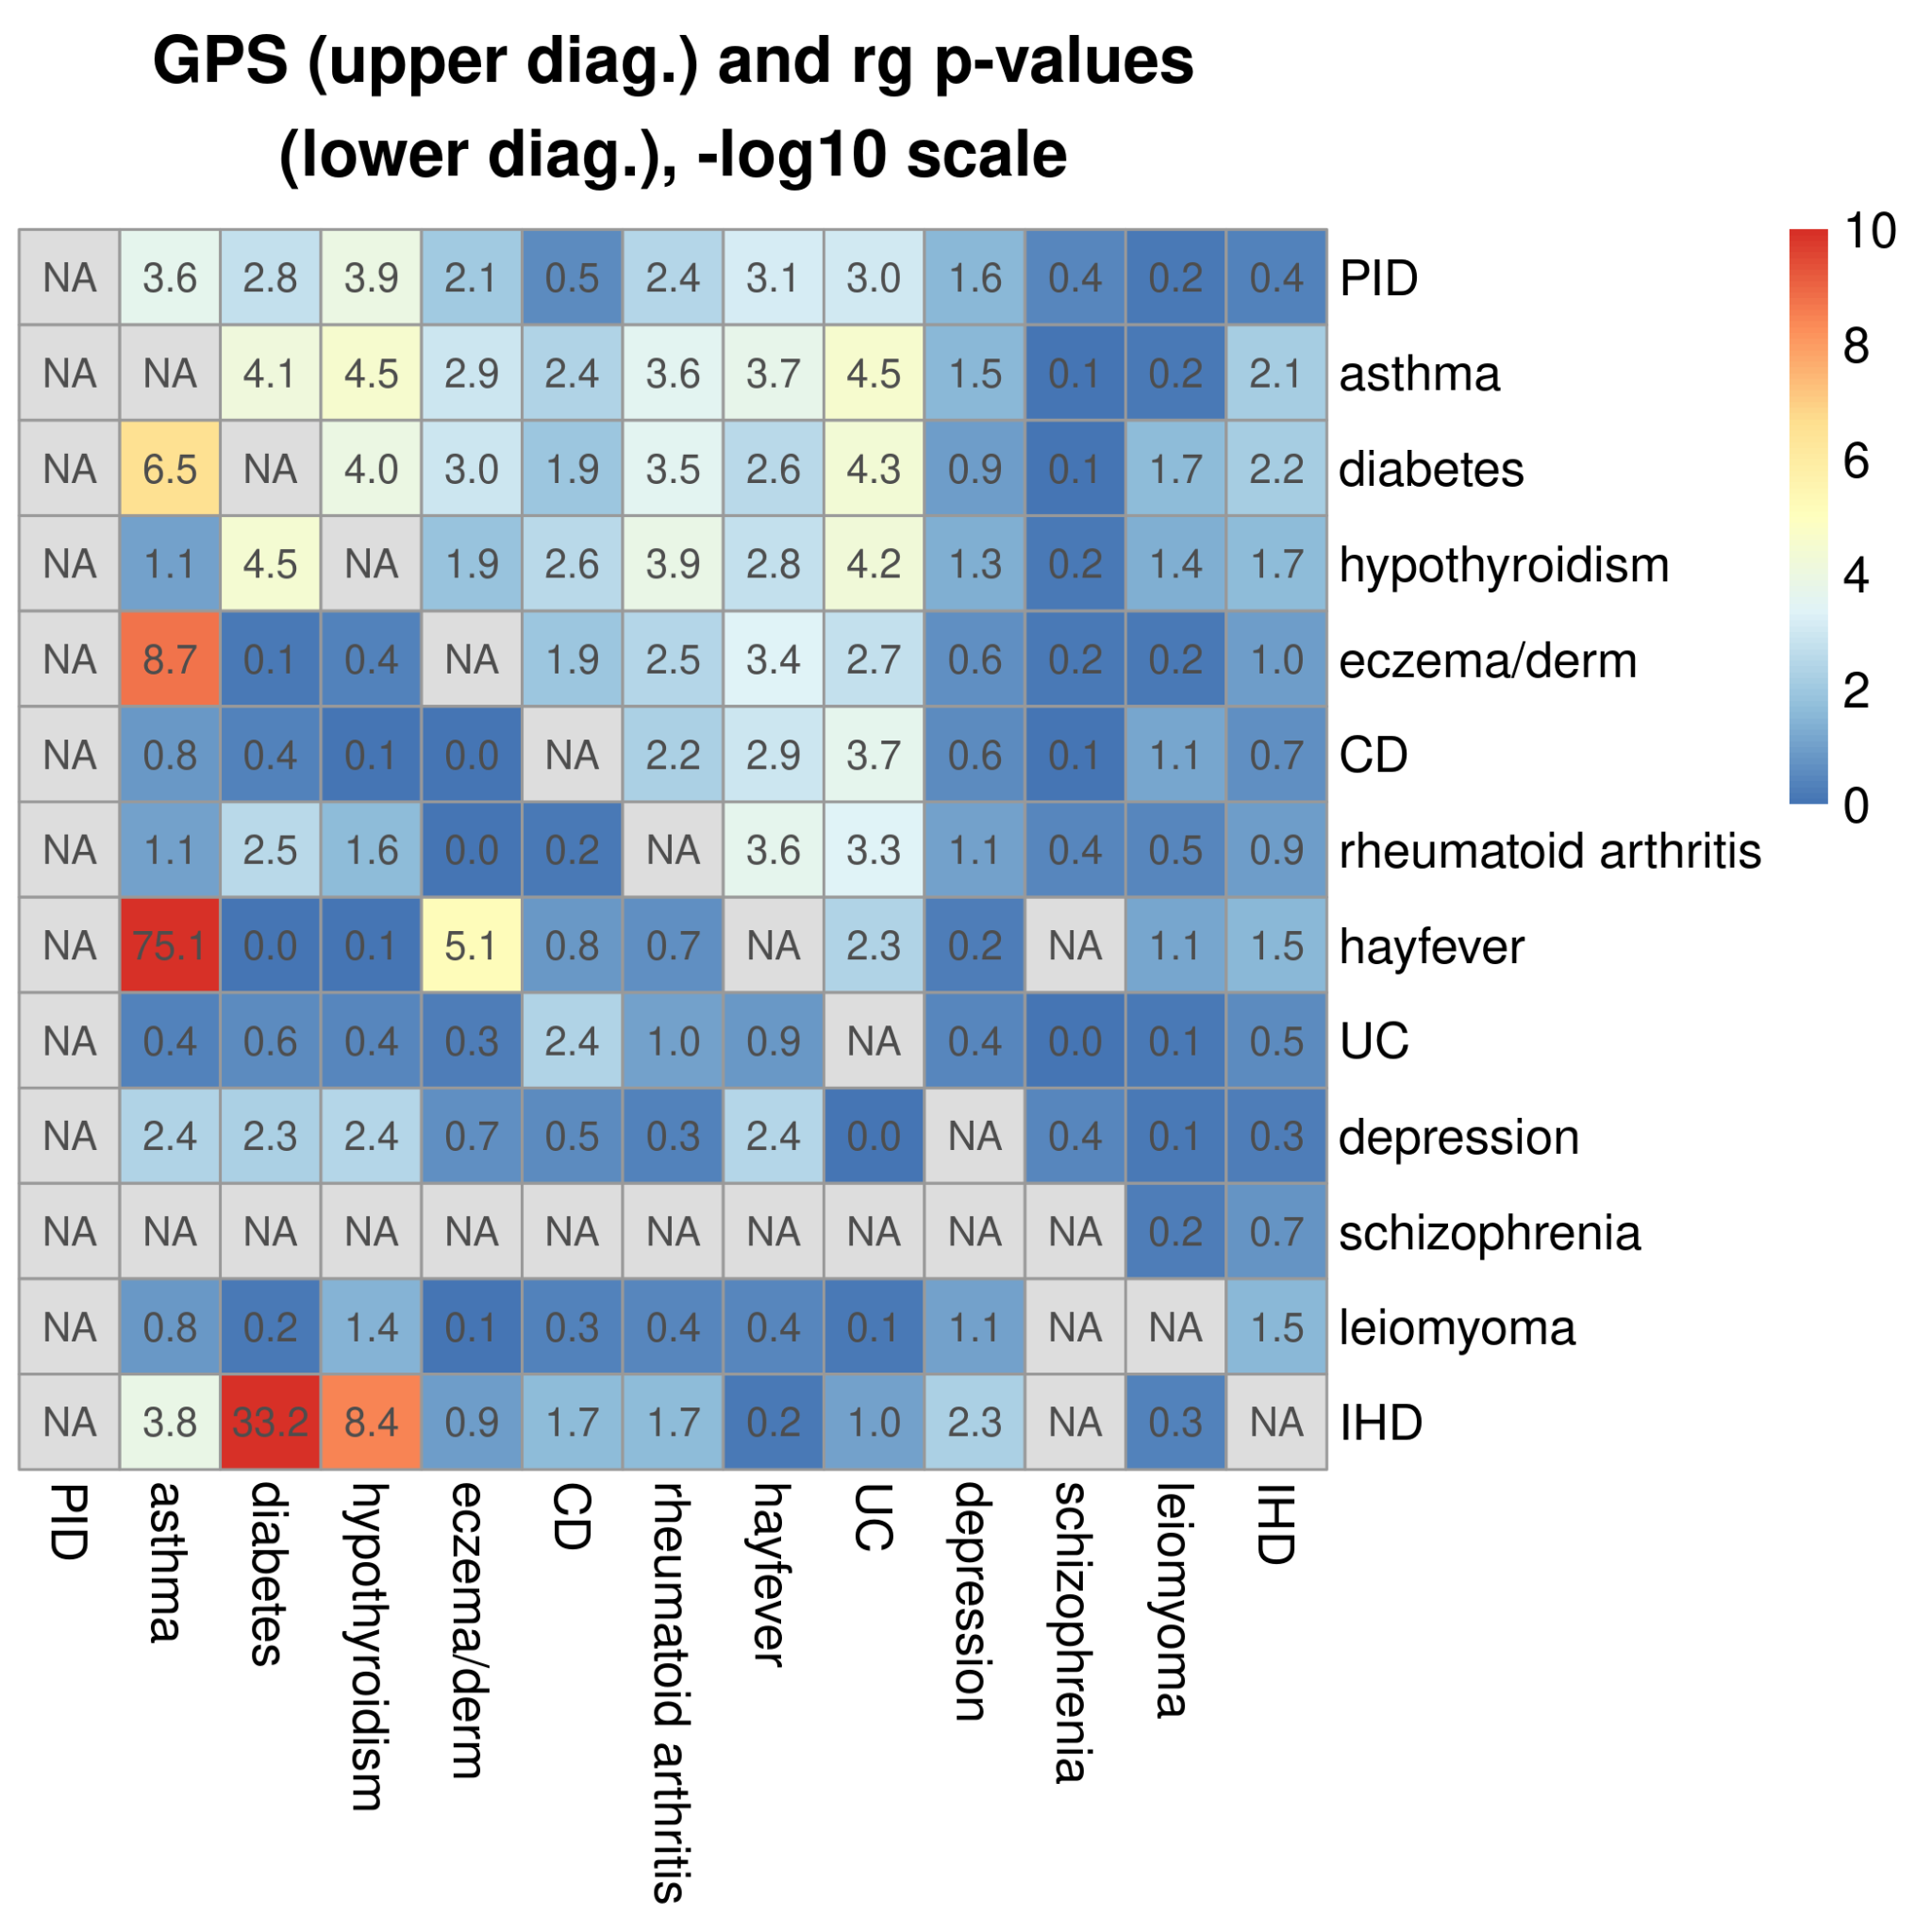 GPS (upper diag.) and rg p-values
(lower diag.), -log10 scale
NA 3.6 2.8 3.9 2.1 0.5 2.4 3.1 3.0 1.6 0.4 0.2 0.4 PID
NA NA 4.1 4.5 2.9 2.4 3.6 3.7 4.5 1.5 0.1 0.2 2.1 asthma
NA 6.5 NA 4.0 3.0 1.9 3.5 2.6 4.3 0.9 0.1 1.7 2.2 diabetes
NA 1.1 4.5 NA 1.9 2.6 3.9 2.8 4.2 1.3 0.2 1.4 1.7 hypothyroidism
NA 8.7 0.1 0.4 NA 1.9 2.5 3.4 2.7 0.6 0.2 0.2 1.0 eczema/derm
NA 0.8 0.4 0.1 0.0 NA 2.2 2.9 3.7 0.6 0.1 1.1 0.7 CD
NA 1.1 2.5 1.6 0.0 0.2 NA 3.6 3.3 1.1 0.4 0.5 0.9 rheumatoid arthritis
NA 75.1 0.0 0.1 5.1 0.8 0.7 NA 2.3 0.2 NA 1.1 1.5 hayfever
NA 0.4 0.6 0.4 0.3 2.4 1.0 0.9 NA 0.4 0.0 0.1 0.5 UC
NA 2.4 2.3 2.4 0.7 0.5 0.3 2.4 0.0 NA 0.4 0.1 0.3 depression
NA NA NA NA NA NA NA NA NA NA NA 0.2 0.7 schizophrenia
NA 0.8 0.2 1.4 0.1 0.3 0.4 0.4 0.1 1.1 NA NA 1.5 leiomyoma
NA 3.8 33.2 8.4 0.9 1.7 1.7 0.2 1.0 2.3 NA 0.3 NA IHD
PID
asthma
diabetes
hypothyroidism
eczema/derm
CD
rheumatoid arthritis
hayfever
UC
depression
schizophrenia
leiomyoma
IHD
10
8
6
4
2
0